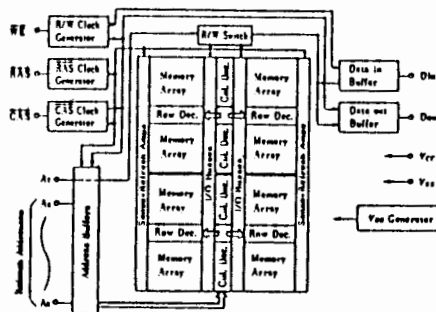 WE
R/W Clock
Generator
RAS
RAS Clock
Generator
CAS
CAS Clock
Generator
R/W Switch
Data in
Buffer
Din
Data out
Buffer
Dout
Memory
Array
Row Dec.
Memory
Array
Memory
Array
Row Dec.
Memory
Array
Memory
Array
Row Dec.
Memory
Array
Memory
Array
Row Dec.
Memory
Array
Sense-Refresh Amps
I/O Busses
Col. Dec.
Col. Dec.
Col. Dec.
Col. Dec.
I/O Busses
Sense-Refresh Amps
Address Buffers
Refresh Addresses
VSS
Generator